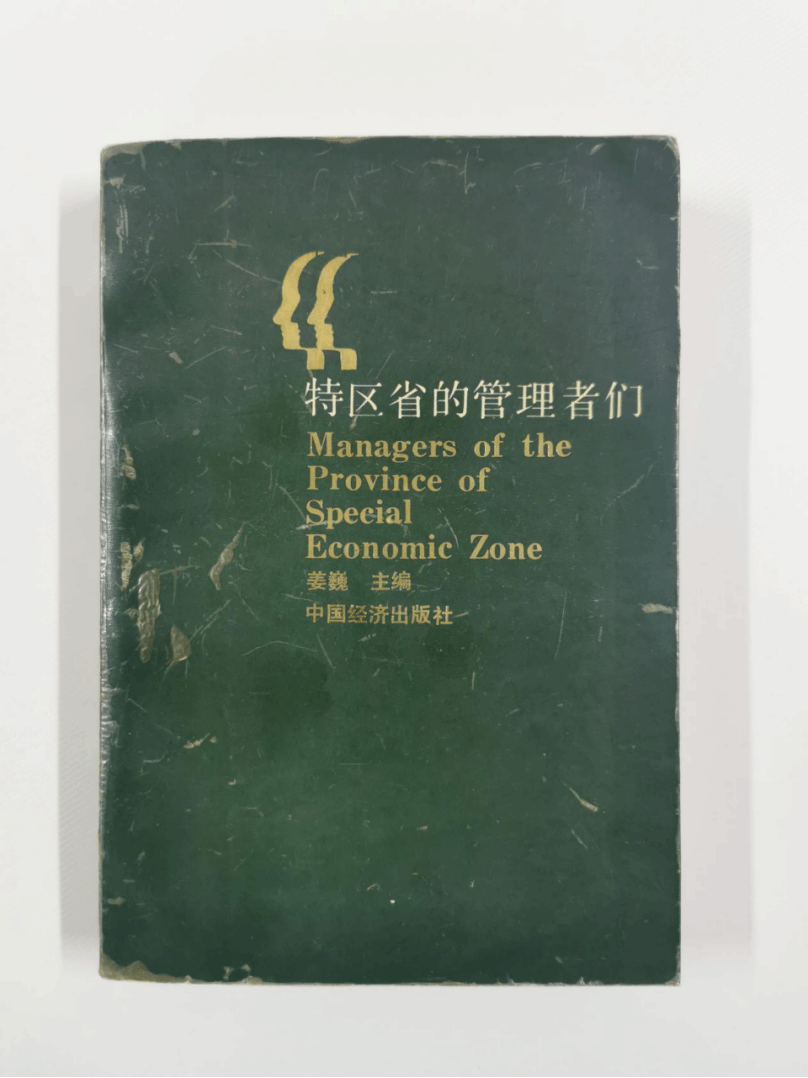 特区省的管理者们
Managers of the
Province of
Special
Economic Zone
姜巍 主编
中国经济出版社